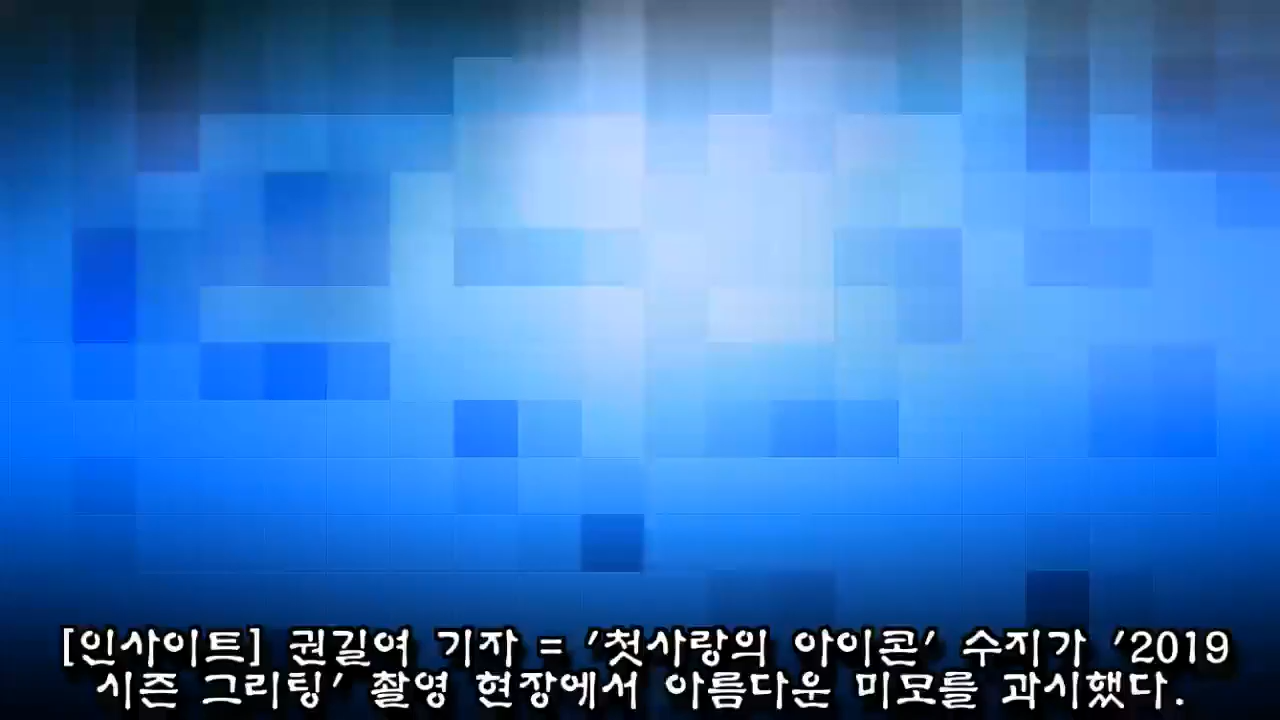 [인사이트] 권길여 기자 = '첫사랑의 아이콘' 수지가 '2019
시즌 그리팅' 촬영 현장에서 아름다운 미모를 과시했다.